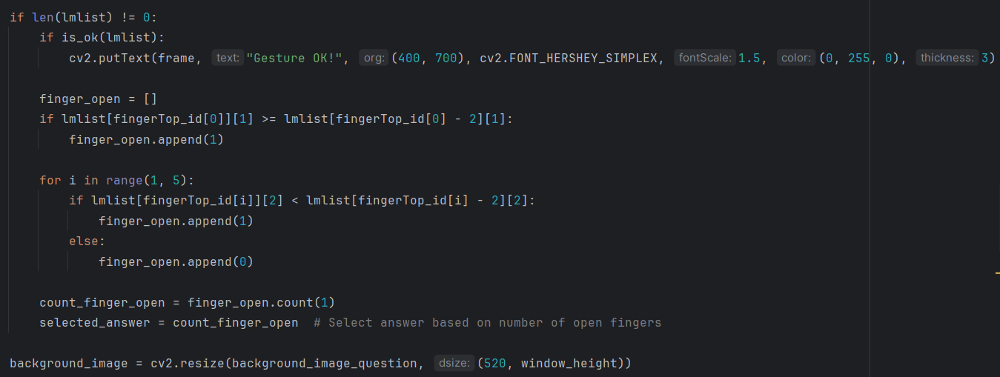 if len(lmlist) != 0:
    if is_ok(lmlist):
        cv2.putText(frame, text: "Gesture OK!", org: (400, 700), cv2.FONT_HERSHEY_SIMPLEX, fontScale: 1.5, color: (0, 255, 0), thickness: 3)
    finger_open = []
    if lmlist[fingerTop_id[0]][1] >= lmlist[fingerTop_id[0] - 2][1]:
        finger_open.append(1)
    for i in range(1, 5):
        if lmlist[fingerTop_id[i]][2] < lmlist[fingerTop_id[i] - 2][2]:
            finger_open.append(1)
        else:
            finger_open.append(0)
    count_finger_open = finger_open.count(1)
    selected_answer = count_finger_open  # Select answer based on number of open fingers
background_image = cv2.resize(background_image_question, dsize: (520, window_height))